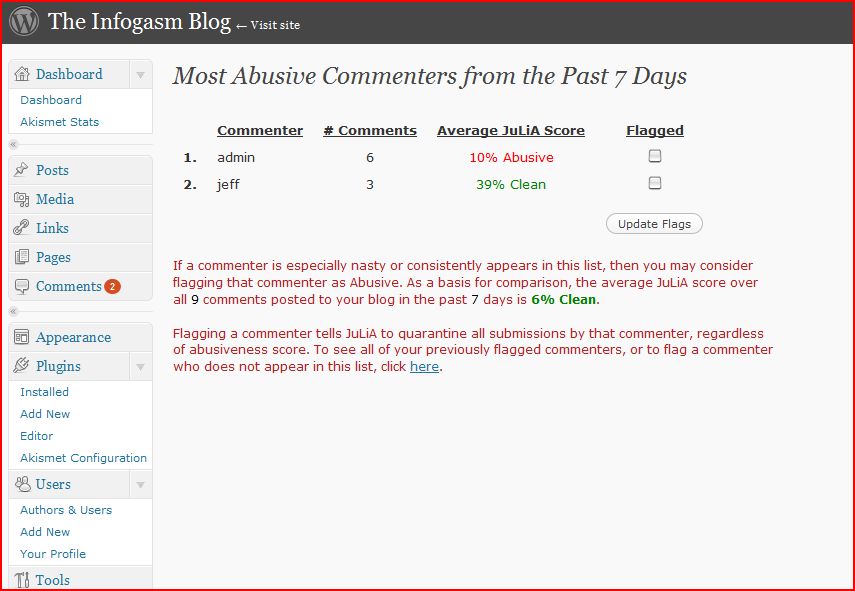 The Infogasm Blog ← Visit site
Dashboard
Dashboard
Akismet Stats
Posts
Media
Links
Pages
Comments 2
Appearance
Plugins
Installed
Add New
Editor
Akismet Configuration
Users
Authors & Users
Add New
Your Profile
Tools
Most Abusive Commenters from the Past 7 Days
Commenter # Comments Average JuLiA Score Flagged
1. admin 6 10% Abusive
2. jeff 3 39% Clean
Update Flags
If a commenter is especially nasty or consistently appears in this list, then you may consider
flagging that commenter as Abusive. As a basis for comparison, the average JuLiA score over
all 9 comments posted to your blog in the past 7 days is 6% Clean.
Flagging a commenter tells JuLiA to quarantine all submissions by that commenter, regardless
of abusiveness score. To see all of your previously flagged commenters, or to flag a commenter
who does not appear in this list, click here.